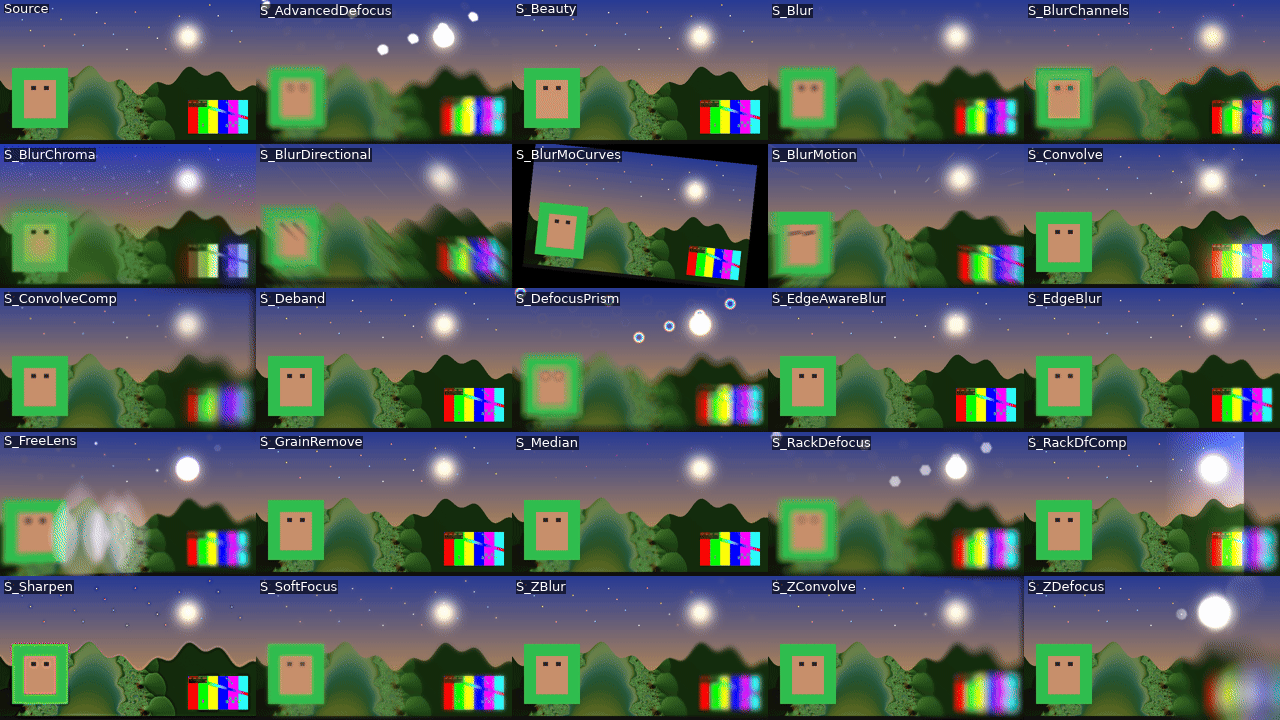 Source
S_AdvancedDefocus
S_Beauty
S_Blur
S_BlurChannels
S_BlurChroma
S_BlurDirectional
S_BlurMoCurves
S_BlurMotion
S_Convolve
S_ConvolveComp
S_Deband
S_DefocusPrism
S_EdgeAwareBlur
S_EdgeBlur
S_FreeLens
S_GrainRemove
S_Median
S_RackDefocus
S_RackDfComp
S_Sharpen
S_SoftFocus
S_ZBlur
S_ZConvolve
S_ZDefocus